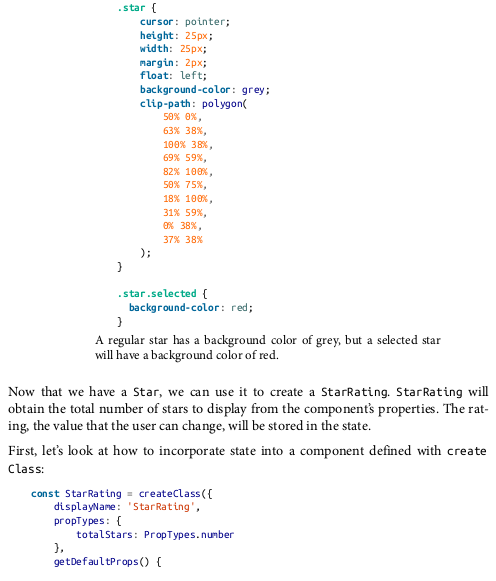 .star {
cursor: pointer;
height: 25px;
width: 25px;
margin: 2px;
float: left;
background-color: grey;
clip-path: polygon(
50% 0%,
63% 38%,
100% 38%,
69% 59%,
82% 100%,
50% 75%,
18% 100%,
31% 59%,
0% 38%,
37% 38%
);
}
.star.selected {
background-color: red;
}
A regular star has a background color of grey, but a selected star
will have a background color of red.
Now that we have a Star, we can use it to create a StarRating. StarRating will
obtain the total number of stars to display from the component's properties. The rat-
ing, the value that the user can change, will be stored in the state.
First, let's look at how to incorporate state into a component defined with create
Class:
const StarRating = createClass({
displayName: 'StarRating',
propTypes: {
totalStars: PropTypes.number
},
getDefaultProps() {